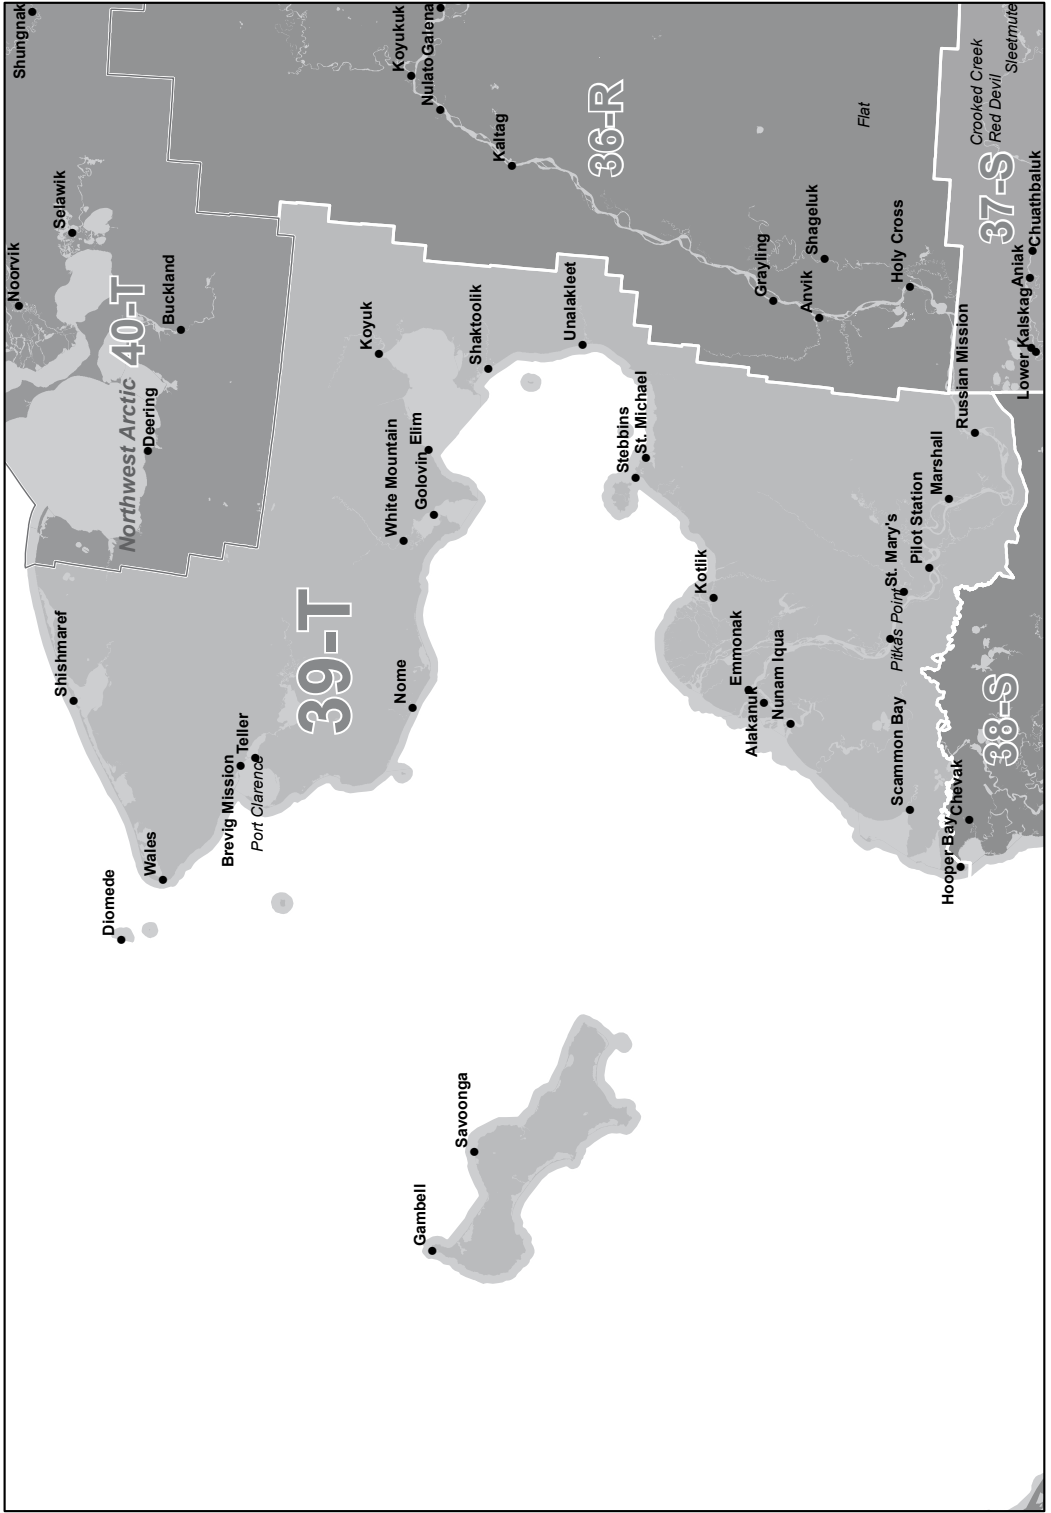 Diomede
Wales
Shishmaref
Brevig Mission
Teller
Port Clarence
Northwest Arctic
Deering
40-T
Buckland
Selawik
Noorvik
Shungnak
39-T
Nome
White Mountain
Golovin
Elim
Koyuk
Shaktoolik
Unalakleet
Koyukuk
Nulato
Galena
Kaltag
36-R
Gambell
Savoonga
Stebbins
St. Michael
Kotlik
Emmonak
Alakanuk
Nunam Iqua
Grayling
Anvik
Shageluk
Flat
Holy Cross
Scammon Bay
Pitkas Point
St. Mary's
Pilot Station
Marshall
Russian Mission
Hooper Bay
Chevak
38-S
37-S
Crooked Creek
Red Devil
Sleetmute
Lower Kalskag
Aniak
Chuathbaluk